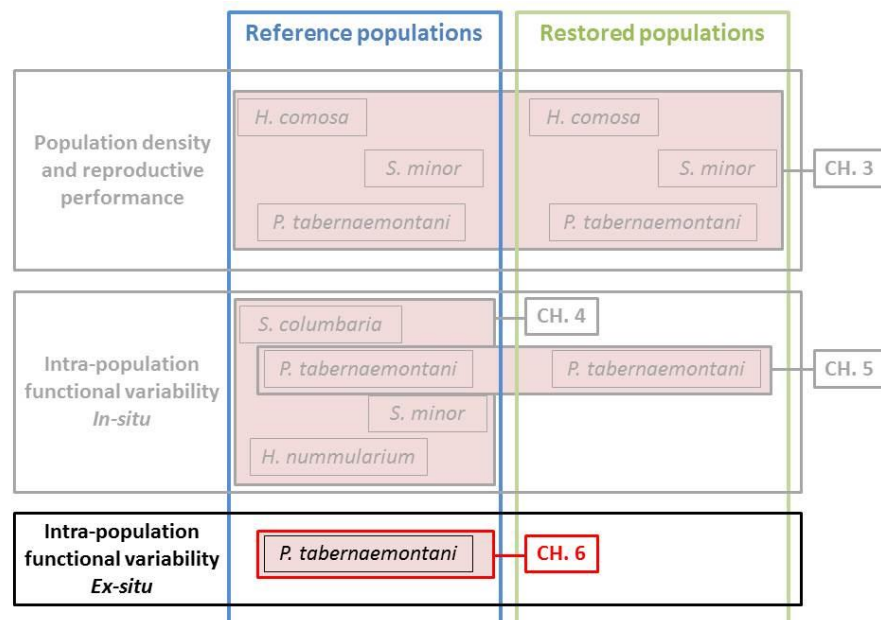 Reference populations
Restored populations
Population density
and reproductive
performance
H. comosa
H. comosa
S. minor
S. minor
P. tabernaemontani
P. tabernaemontani
CH. 3
Intra-population
functional variability
In-situ
S. columbaria
CH. 4
P. tabernaemontani
P. tabernaemontani
CH. 5
S. minor
H. nummularium
Intra-population
functional variability
Ex-situ
P. tabernaemontani
CH. 6